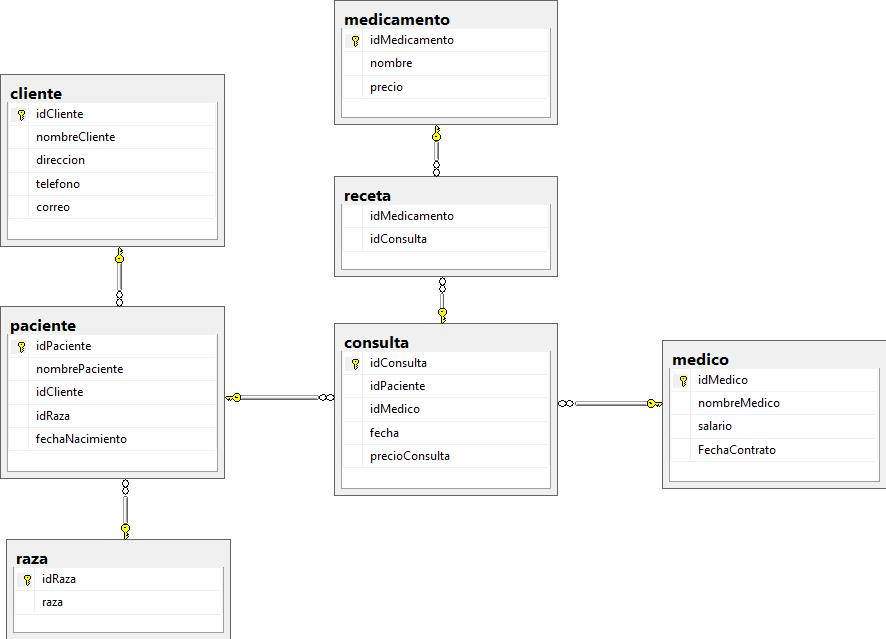 medicamento
idMedicamento
nombre
precio
cliente
idCliente
nombreCliente
direccion
telefono
correo
receta
idMedicamento
idConsulta
paciente
idPaciente
nombrePaciente
idCliente
idRaza
fechaNacimiento
consulta
idConsulta
idPaciente
idMedico
fecha
precioConsulta
medico
idMedico
nombreMedico
salario
FechaContrato
raza
idRaza
raza